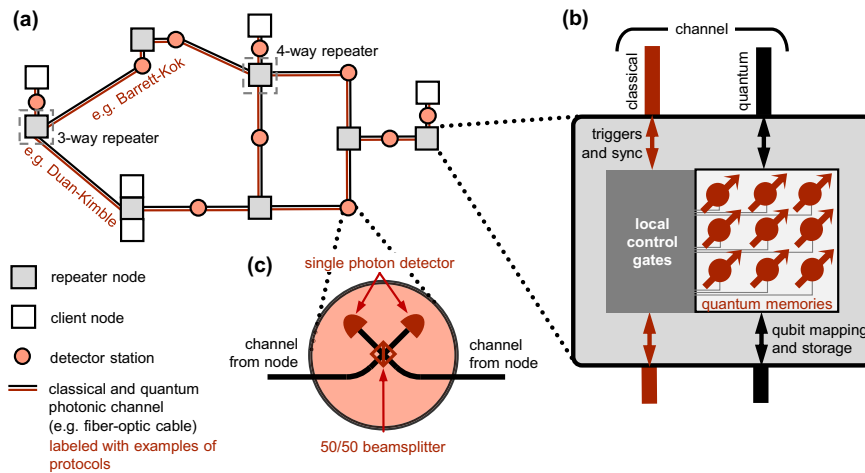 (a)
4-way repeater
e.g. Barrett-Kok
3-way repeater
e.g. Duan-Kimble
repeater node
client node
detector station
classical and quantum
photonic channel
(e.g. fiber-optic cable)
labeled with examples of
protocols
(c)
single photon detector
channel
from node
channel
from node
50/50 beamsplitter
(b)
channel
classical
quantum
triggers
and sync
local
control
gates
quantum memories
qubit mapping
and storage